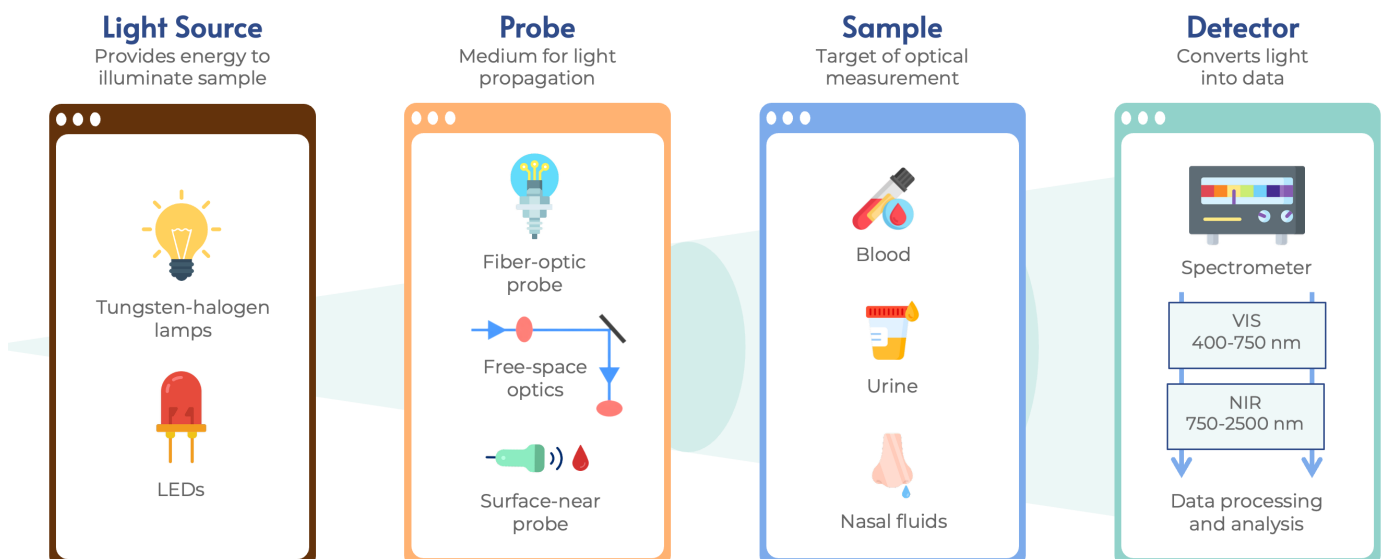 Light Source
Provides energy to
illuminate sample
Tungsten-halogen
lamps
LEDs
Probe
Medium for light
propagation
Fiber-optic
probe
Free-space
optics
Surface-near
probe
Sample
Target of optical
measurement
Blood
Urine
Nasal fluids
Detector
Converts light
into data
Spectrometer
VIS
400-750 nm
NIR
750-2500 nm
Data processing
and analysis